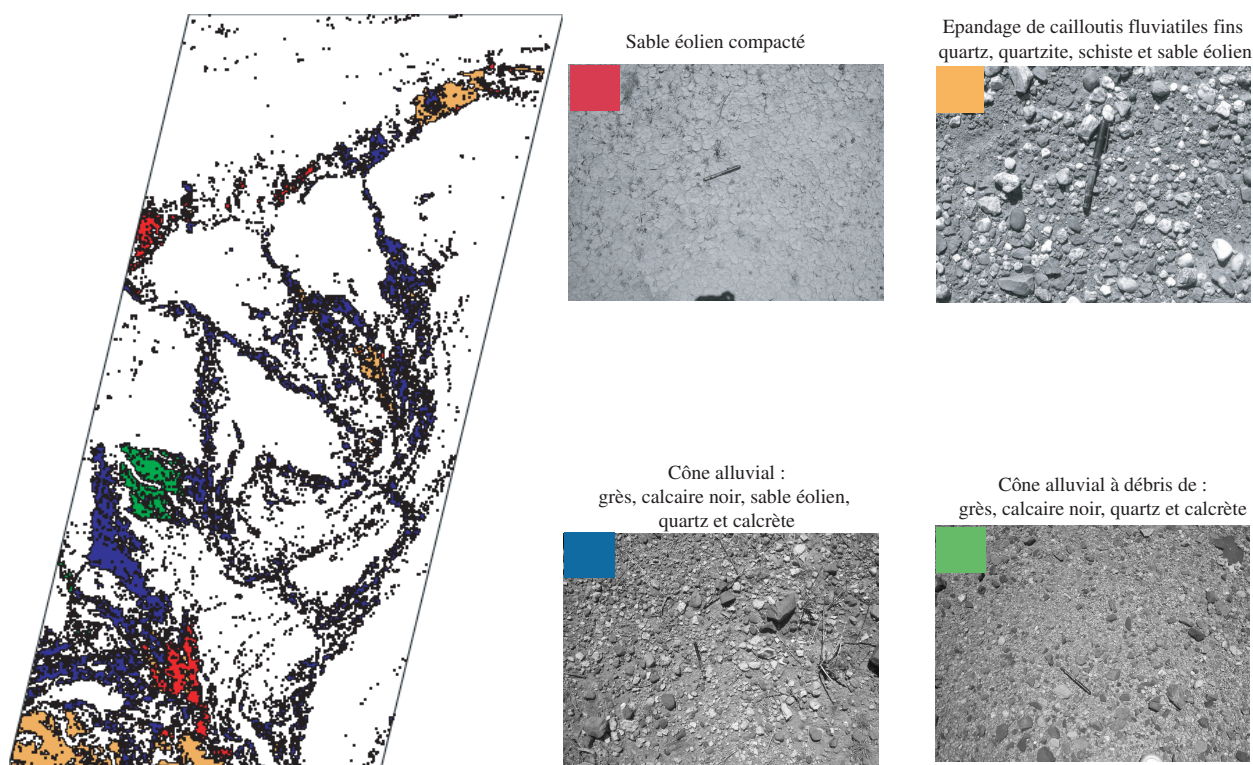 Sable éolien compacté
Epandage de cailloutis fluviatiles fins
quartz, quartzite, schiste et sable éolien
Cône alluvial :
grès, calcaire noir, sable éolien,
quartz et calcrète
Cône alluvial à débris de :
grès, calcaire noir, quartz et calcrète